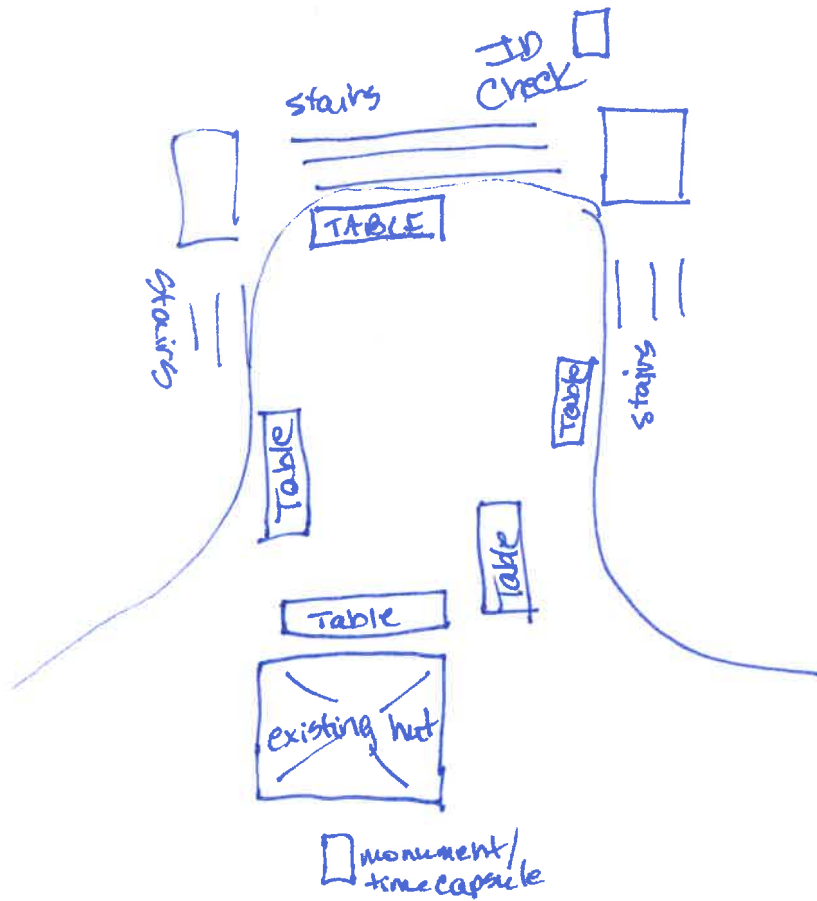 ID
Check
stairs
TABLE
Stairs
Table
stairs
Table
Table
Table
existing hut
monument/
time capsule